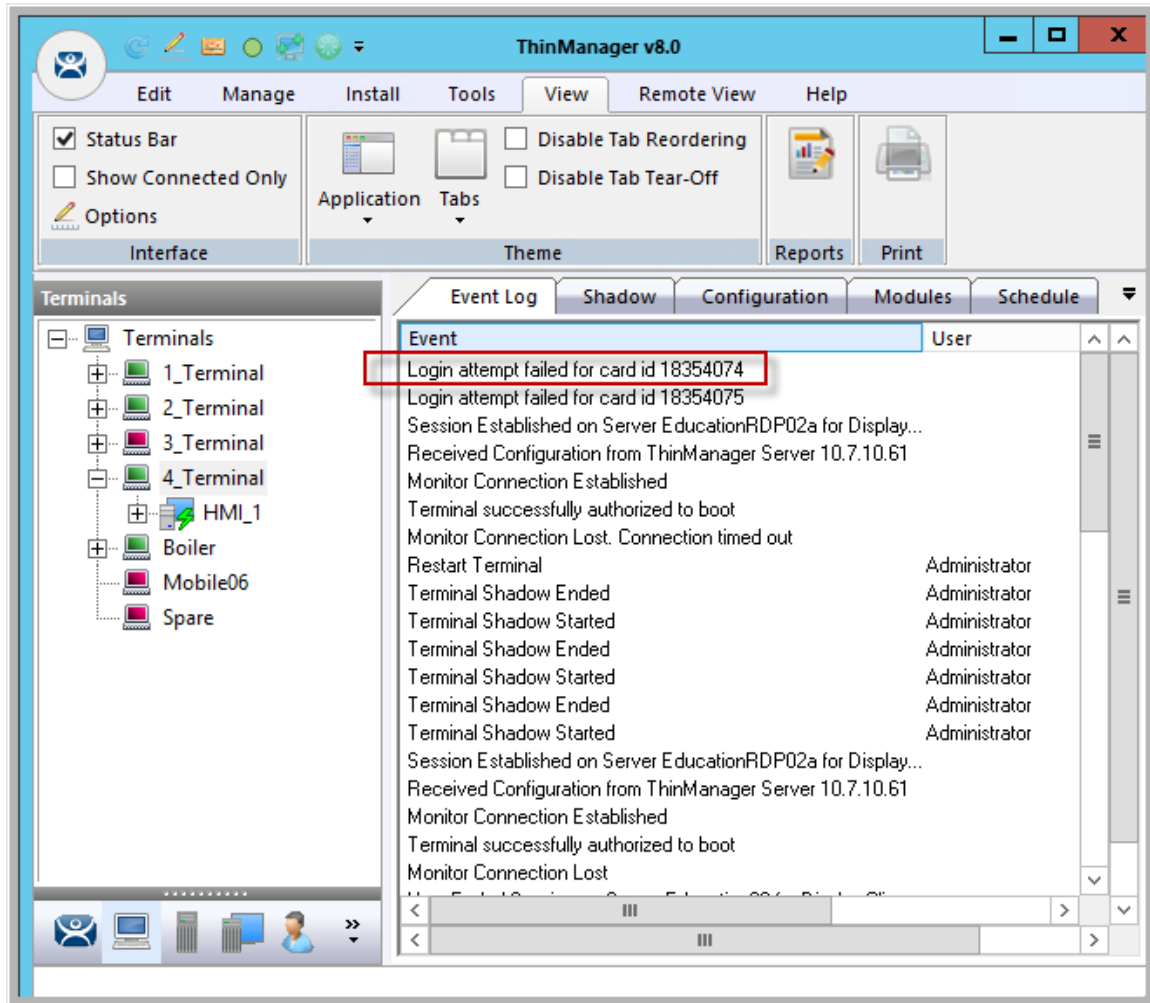 ThinManager v8.0
Edit Manage Install Tools View Remote View Help
Status Bar
Show Connected Only
Options
Interface
Application
Tabs
Disable Tab Reordering
Disable Tab Tear-Off
Theme
Reports
Print
Terminals
Terminals
1_Terminal
2_Terminal
3_Terminal
4_Terminal
HMI_1
Boiler
Mobile06
Spare
Event Log Shadow Configuration Modules Schedule
Event User
Login attempt failed for card id 18354074
Login attempt failed for card id 18354075
Session Established on Server EducationRDP02a for Display...
Received Configuration from ThinManager Server 10.7.10.61
Monitor Connection Established
Terminal successfully authorized to boot
Monitor Connection Lost. Connection timed out
Restart Terminal Administrator
Terminal Shadow Ended Administrator
Terminal Shadow Started Administrator
Terminal Shadow Ended Administrator
Terminal Shadow Started Administrator
Terminal Shadow Ended Administrator
Terminal Shadow Started Administrator
Session Established on Server EducationRDP02a for Display...
Received Configuration from ThinManager Server 10.7.10.61
Monitor Connection Established
Terminal successfully authorized to boot
Monitor Connection Lost